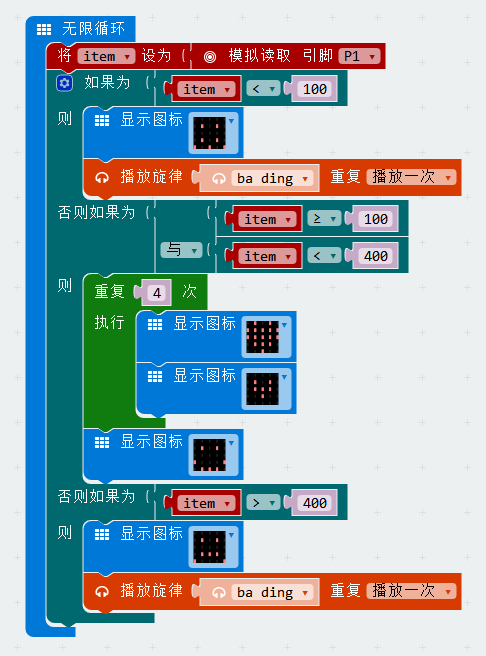 无限循环
将 item 设为 ( 模拟读取 引脚 P1
如果为 ( item < 100
则 显示图标
播放旋律 ( ba ding 重复 播放一次
否则如果为 ( ( item ≥ 100
与 item < 400
则 重复 4 次
执行 显示图标
显示图标
显示图标
否则如果为 ( item > 400
则 显示图标
播放旋律 ( ba ding 重复 播放一次